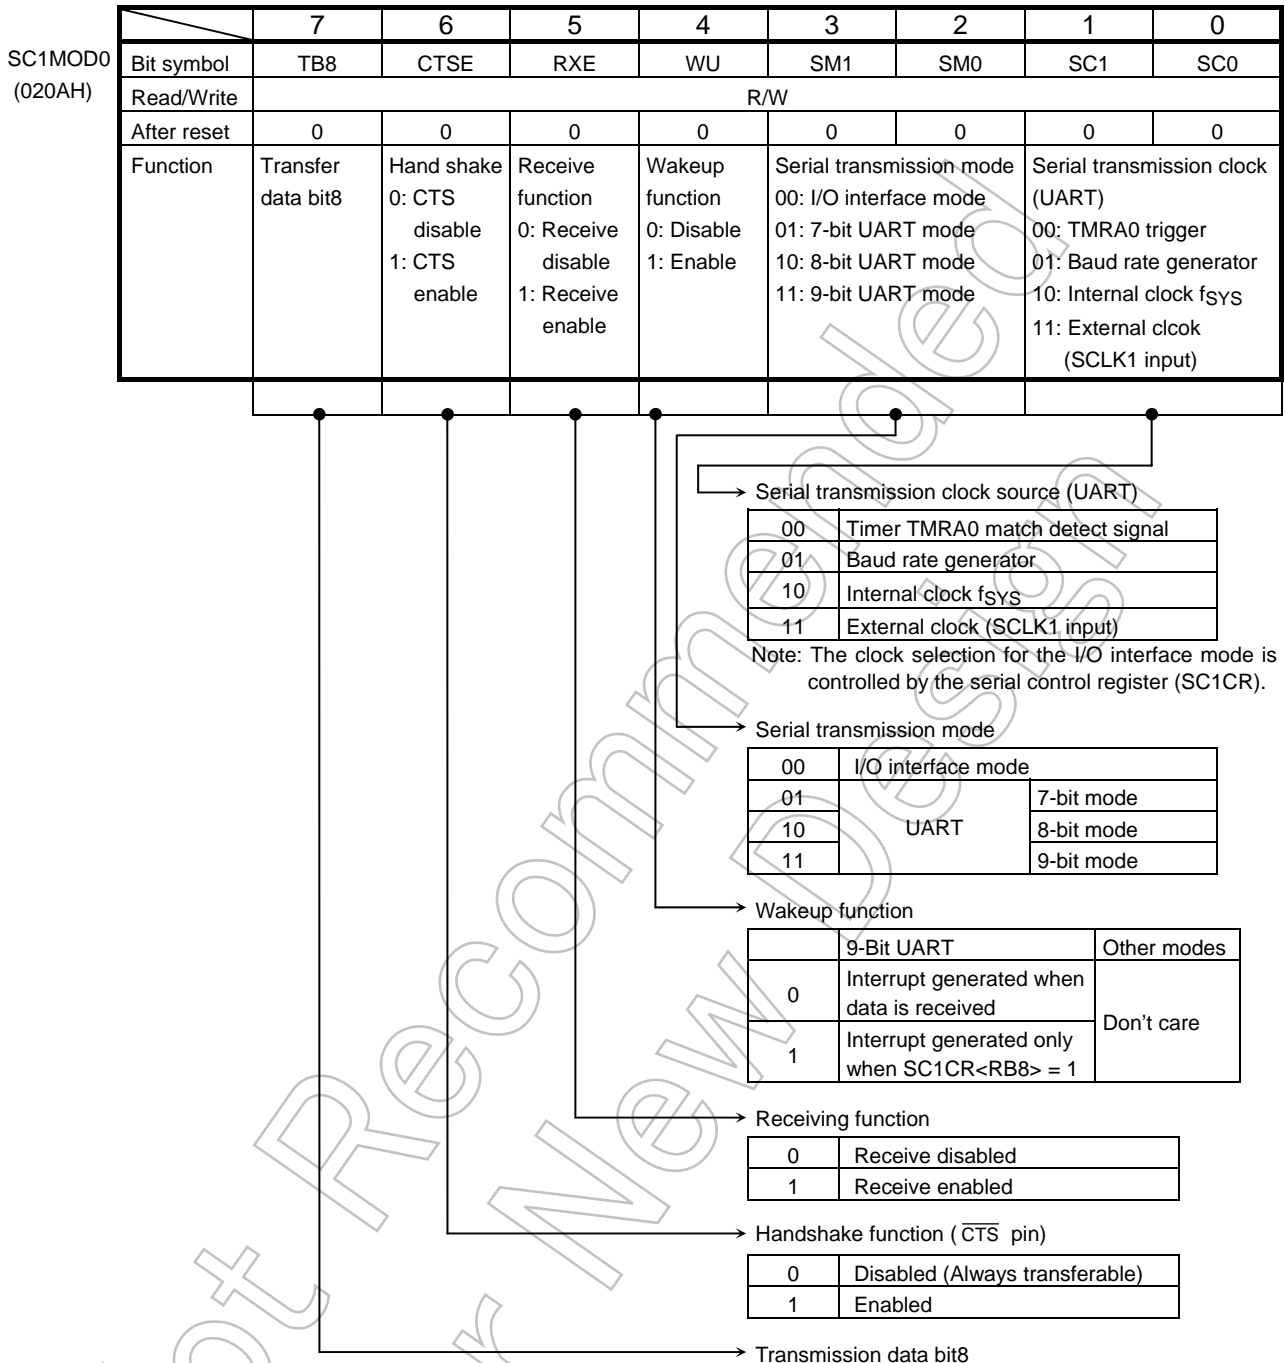 7 6 5 4 3 2 1 0
SC1MOD0 Bit symbol TB8 CTSE RXE WU SM1 SM0 SC1 SC0
(020AH) Read/Write R/W
After reset 0 0 0 0 0 0 0 0
Function Transfer Hand shake Receive Wakeup Serial transmission mode Serial transmission clock
data bit8 0: CTS function function 00: I/O interface mode (UART)
disable 0: Receive 0: Disable 01: 7-bit UART mode 00: TMRA0 trigger
1: CTS disable 1: Enable 10: 8-bit UART mode 01: Baud rate generator
enable 1: Receive 11: 9-bit UART mode 10: Internal clock fSYS
enable 11: External clcok
(SCLK1 input)
Serial transmission clock source (UART)
00 Timer TMRA0 match detect signal
01 Baud rate generator
10 Internal clock fSYS
11 External clock (SCLK1 input)
Note: The clock selection for the I/O interface mode is
controlled by the serial control register (SC1CR).
Serial transmission mode
00 I/O interface mode
01 7-bit mode
10 UART 8-bit mode
11 9-bit mode
Wakeup function
9-Bit UART Other modes
0 Interrupt generated when
data is received
Don't care
1 Interrupt generated only
when SC1CR<RB8> = 1
Receiving function
0 Receive disabled
1 Receive enabled
Handshake function ( CTS pin)
0 Disabled (Always transferable)
1 Enabled
Transmission data bit8
ot Recommended
r New Design